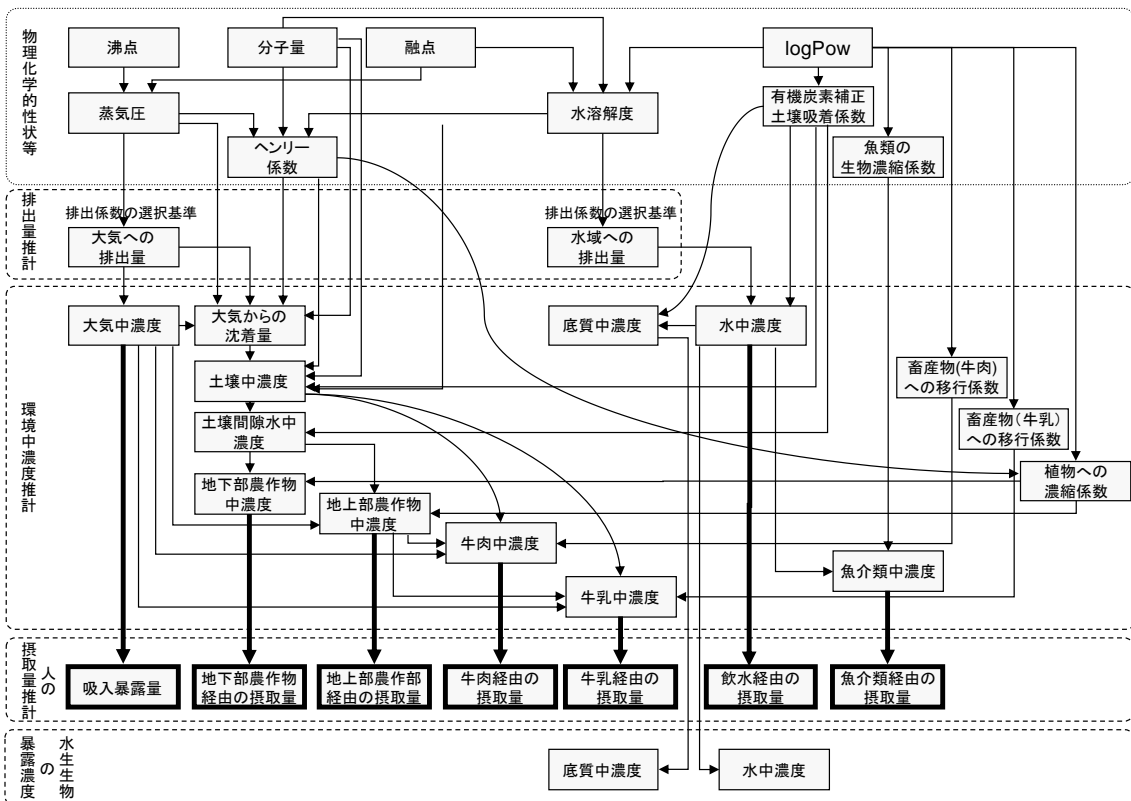 物理化学的性状等
沸点
分子量
融点
logPow
蒸気圧
水溶解度
有機炭素補正
土壌吸着係数
ヘンリー
係数
魚類の
生物濃縮係数
排出量推計
排出係数の選択基準
大気への
排出量
排出係数の選択基準
水域への
排出量
環境中濃度推計
大気中濃度
大気からの
沈着量
底質中濃度
水中濃度
土壌中濃度
畜産物(牛肉)
への移行係数
土壌間隙水中
濃度
畜産物(牛乳)
への移行係数
地下部農作物
中濃度
植物への
濃縮係数
地上部農作物
中濃度
牛肉中濃度
魚介類中濃度
牛乳中濃度
人の
摂取量推計
吸入暴露量
地下部農作物
経由の摂取量
地上部農作部
経由の摂取量
牛肉経由の
摂取量
牛乳経由の
摂取量
飲水経由の
摂取量
魚介類経由の
摂取量
水生生物
の
暴露濃度
底質中濃度
水中濃度